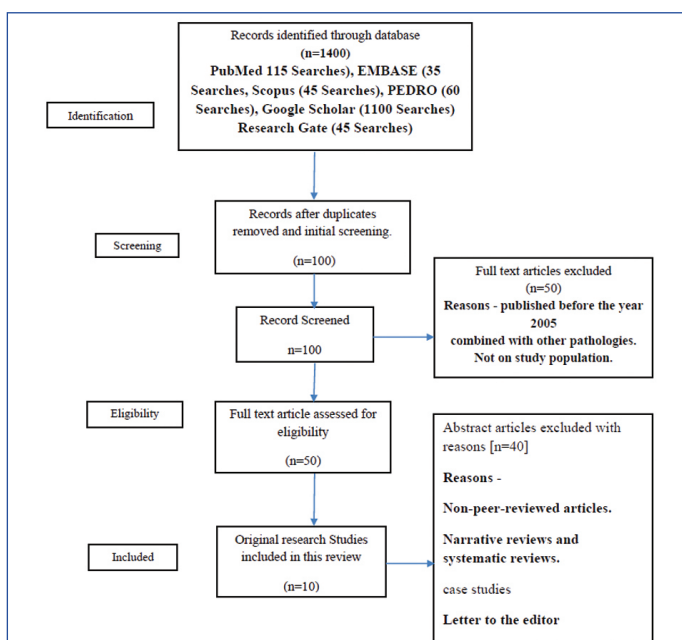 Records identified through database
(n=1400)
PubMed 115 Searches), EMBASE (35
Searches, Scopus (45 Searches), PEDRO (60
Searches), Google Scholar (1100 Searches)
Research Gate (45 Searches)
Identification
Records after duplicates
removed and initial screening.
(n=100)
Screening
Full text articles excluded
(n=50)
Reasons - published before the year
2005
combined with other pathologies.
Not on study population.
Record Screened
n=100
Eligibility
Full text article assessed for
eligibility
(n=50)
Abstract articles excluded with
reasons [n=40]
Reasons -
Non-peer-reviewed articles.
Narrative reviews and
systematic reviews.
case studies
Letter to the editor
Included
Original research Studies
included in this review
(n=10)